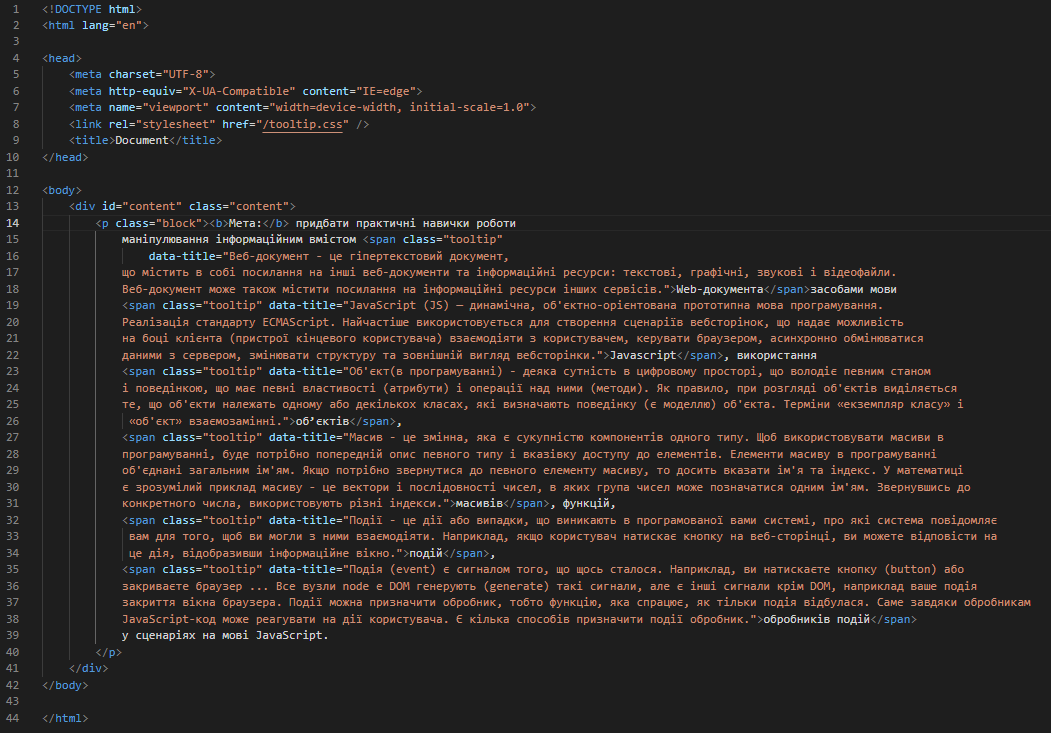 1 <!DOCTYPE html>
2 <html lang="en">
3
4 <head>
5 <meta charset="UTF-8">
6 <meta http-equiv="X-UA-Compatible" content="IE=edge">
7 <meta name="viewport" content="width=device-width, initial-scale=1.0">
8 <link rel="stylesheet" href="/tooltip.css" />
9 <title>Document</title>
10 </head>
11
12 <body>
13 <div id="content" class="content">
14 <p class="block"><b>Мета:</b> придбати практичні навички роботи
15 маніпулювання інформаційним вмістом <span class="tooltip"
16 data-title="Веб-документ - це гіпертекстовий документ,
17 що містить в собі посилання на інші веб-документи та інформаційні ресурси: текстові, графічні, звукові і відеофайли.
18 Веб-документ може також містити посилання на інформаційні ресурси інших сервісів.">Web-документа</span>засобами мови
19 <span class="tooltip" data-title="JavaScript (JS) — динамічна, об'єктно-орієнтована прототипна мова програмування.
20 Реалізація стандарту ECMAScript. Найчастіше використовується для створення сценаріїв вебсторінок, що надає можливість
21 на боці клієнта (пристрої кінцевого користувача) взаємодіяти з користувачем, керувати браузером, асинхронно обмінюватися
22 даними з сервером, змінювати структуру та зовнішній вигляд вебсторінки.">Javascript</span>, використання
23 <span class="tooltip" data-title="Об'єкт(в програмуванні) - деяка сутність в цифровому просторі, що володіє певним станом
24 і поведінкою, що має певні властивості (атрибути) і операції над ними (методи). Як правило, при розгляді об'єктів виділяється
25 те, що об'єкти належать одному або декількох класах, які визначають поведінку (є моделлю) об'єкта. Терміни «екземпляр класу» і
26 «об'єкт» взаємозамінні.">об'єктів</span>,
27 <span class="tooltip" data-title="Масив - це змінна, яка є сукупністю компонентів одного типу. Щоб використовувати масиви в
28 програмуванні, буде потрібно попередній опис певного типу і вказівку доступу до елементів. Елементи масиву в програмуванні
29 об'єднані загальним ім'ям. Якщо потрібно звернутися до певного елементу масиву, то досить вказати ім'я та індекс. У математиці
30 є зрозумілий приклад масиву - це вектори і послідовності чисел, в яких група чисел може позначатися одним ім'ям. Звернувшись до
31 конкретного числа, використовують різні індекси.">масивів</span>, функцій,
32 <span class="tooltip" data-title="Події - це дії або випадки, що виникають в програмованої вами системі, про які система повідомляє
33 вам для того, щоб ви могли з ними взаємодіяти. Наприклад, якщо користувач натискає кнопку на веб-сторінці, ви можете відповісти на
34 це дія, відобразивши інформаційне вікно.">подій</span>,
35 <span class="tooltip" data-title="Подія (event) є сигналом того, що щось сталося. Наприклад, ви натискаєте кнопку (button) або
36 закриваєте браузер ... Все вузли node є DOM генерують (generate) такі сигнали, але є інші сигнали крім DOM, наприклад ваше подія
37 закриття вікна браузера. Події можна призначити обробник, тобто функцію, яка спрацює, як тільки подія відбулася. Саме завдяки обробникам
38 JavaScript-код може реагувати на дії користувача. Є кілька способів призначити події обробник.">обробників подій</span>
39 у сценаріях на мові JavaScript.
40 </p>
41 </div>
42 </body>
43
44 </html>